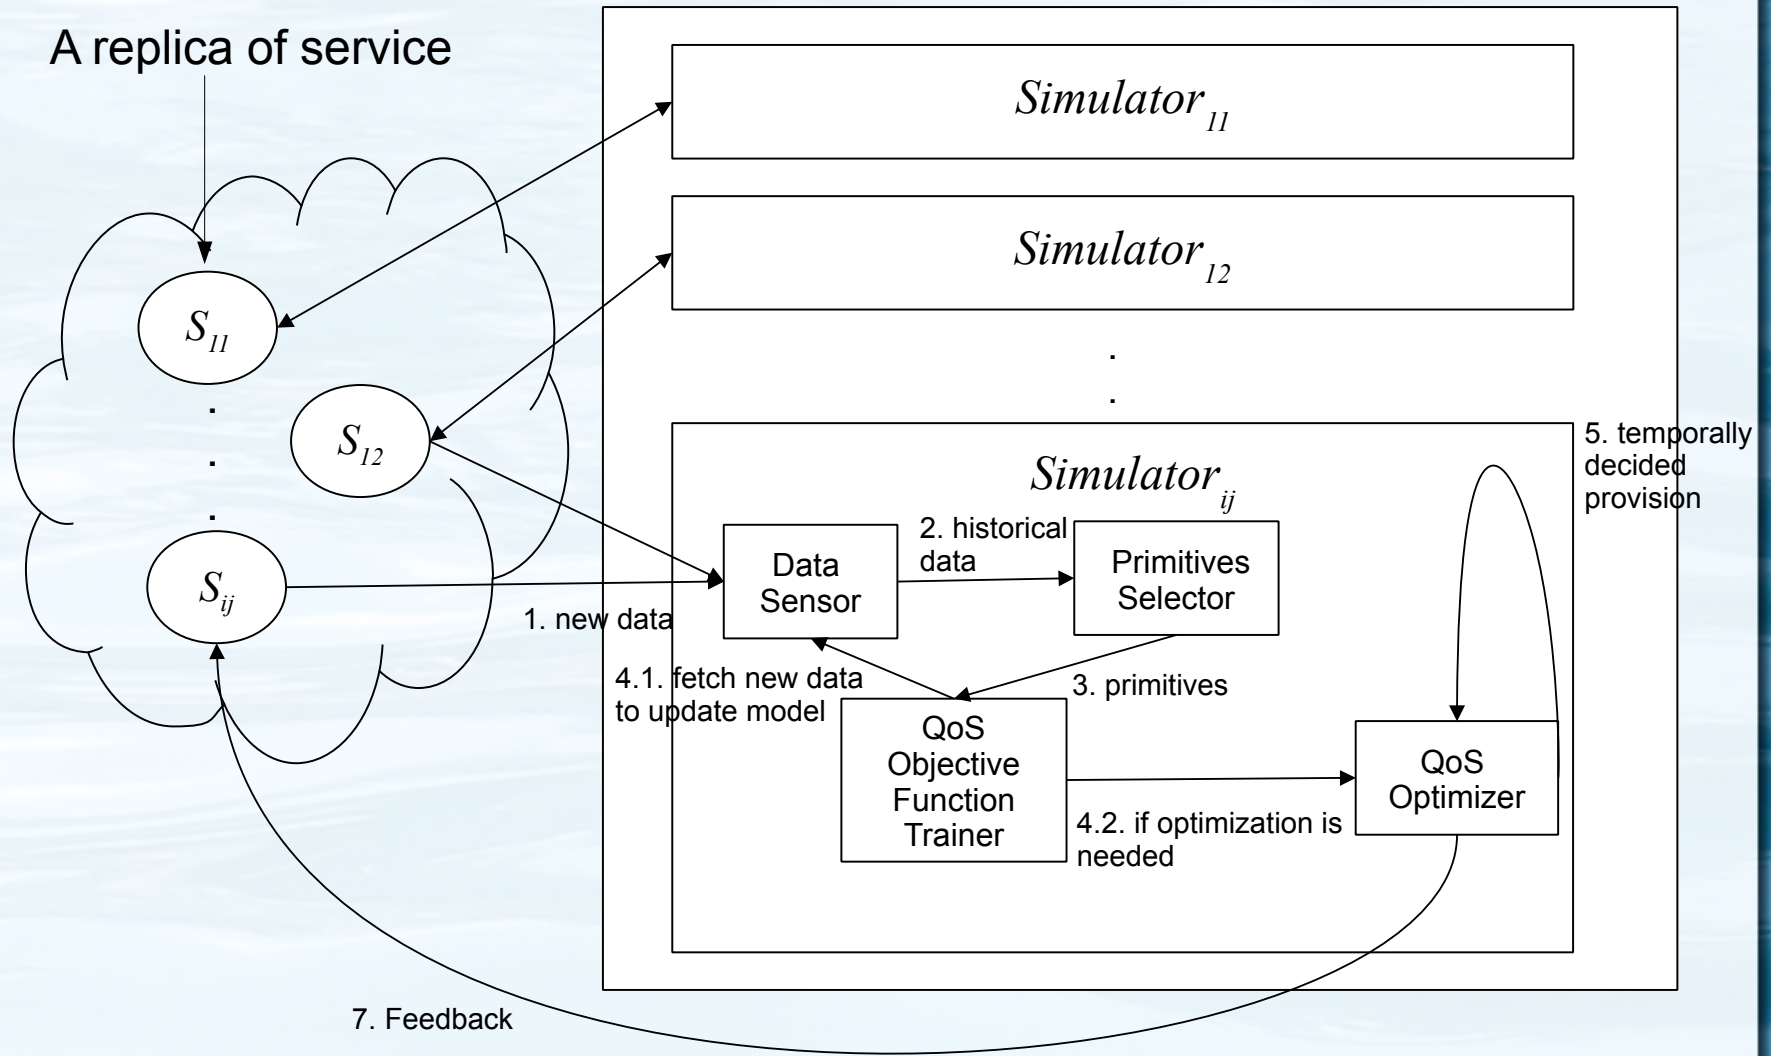 A replica of service
Simulator11
Simulator12
.
.
S11
.
.
.
S12
Sij
Simulatorij
5. temporally
decided
provision
Data
Sensor
2. historical
data
Primitives
Selector
1. new data
4.1. fetch new data
to update model
3. primitives
QoS
Objective
Function
Trainer
4.2. if optimization is
needed
QoS
Optimizer
7. Feedback